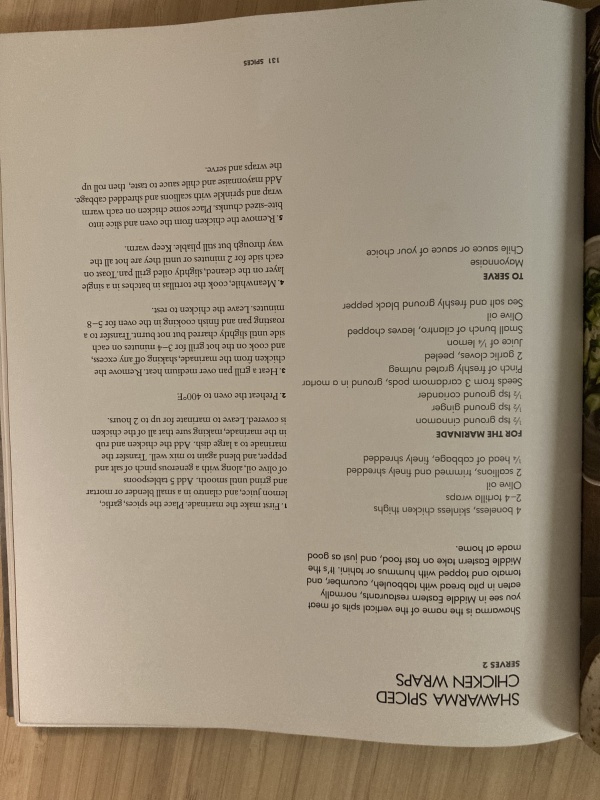 SHAWARMA SPICED
CHICKEN WRAPS
SERVES 2
Shawarma is the name of the vertical spits of meat
you see in Middle Eastern restaurants, normally
eaten in pita bread with tabbouleh, cucumber, and
tomato and topped with hummus or tahini. It's the
Middle Eastern take on fast food, and just as good
made at home.
4 boneless, skinless chicken thighs
2–4 tortilla wraps
Olive oil
2 scallions, trimmed and finely shredded
¼ head of cabbage, finely shredded
FOR THE MARINADE
½ tsp ground cinnamon
½ tsp ground ginger
½ tsp ground coriander
Seeds from 3 cardomom pods, ground in a mortar
Pinch of freshly grated nutmeg
2 garlic cloves, peeled
Juice of ½ lemon
Small bunch of cilantro, leaves chopped
Olive oil
Sea salt and freshly ground black pepper
TO SERVE
Mayonnaise
Chile sauce or sauce of your choice
1. First make the marinade. Place the spices, garlic,
lemon juice, and cilantro in a small blender or mortar
and grind until smooth. Add 5 tablespoons
of olive oil, along with a generous pinch of salt and
pepper, and blend again to mix well. Transfer the
marinade to a large dish. Add the chicken and rub
in the marinade, making sure that all of the chicken
is covered. Leave to marinate for up to 2 hours.
2. Preheat the oven to 400°F
3. Heat a grill pan over medium heat. Remove the
chicken from the marinade, shaking off any excess,
and cook on the hot grill for 3–4 minutes on each
side until slightly charred but not burnt. Transfer to a
roasting pan and finish cooking in the oven for 5–8
minutes. Leave the chicken to rest.
4. Meanwhile, cook the tortillas in batches in a single
layer on the cleaned, slightly oiled grill pan. Toast on
each side for 2 minutes or until they are hot all the
way through but still pliable. Keep warm.
5. Remove the chicken from the oven and slice into
bite-sized chunks. Place some chicken on each warm
wrap and sprinkle with scallions and shredded cabbage.
Add mayonnaise and chile sauce to taste, then roll up
the wraps and serve.
131 SPICES